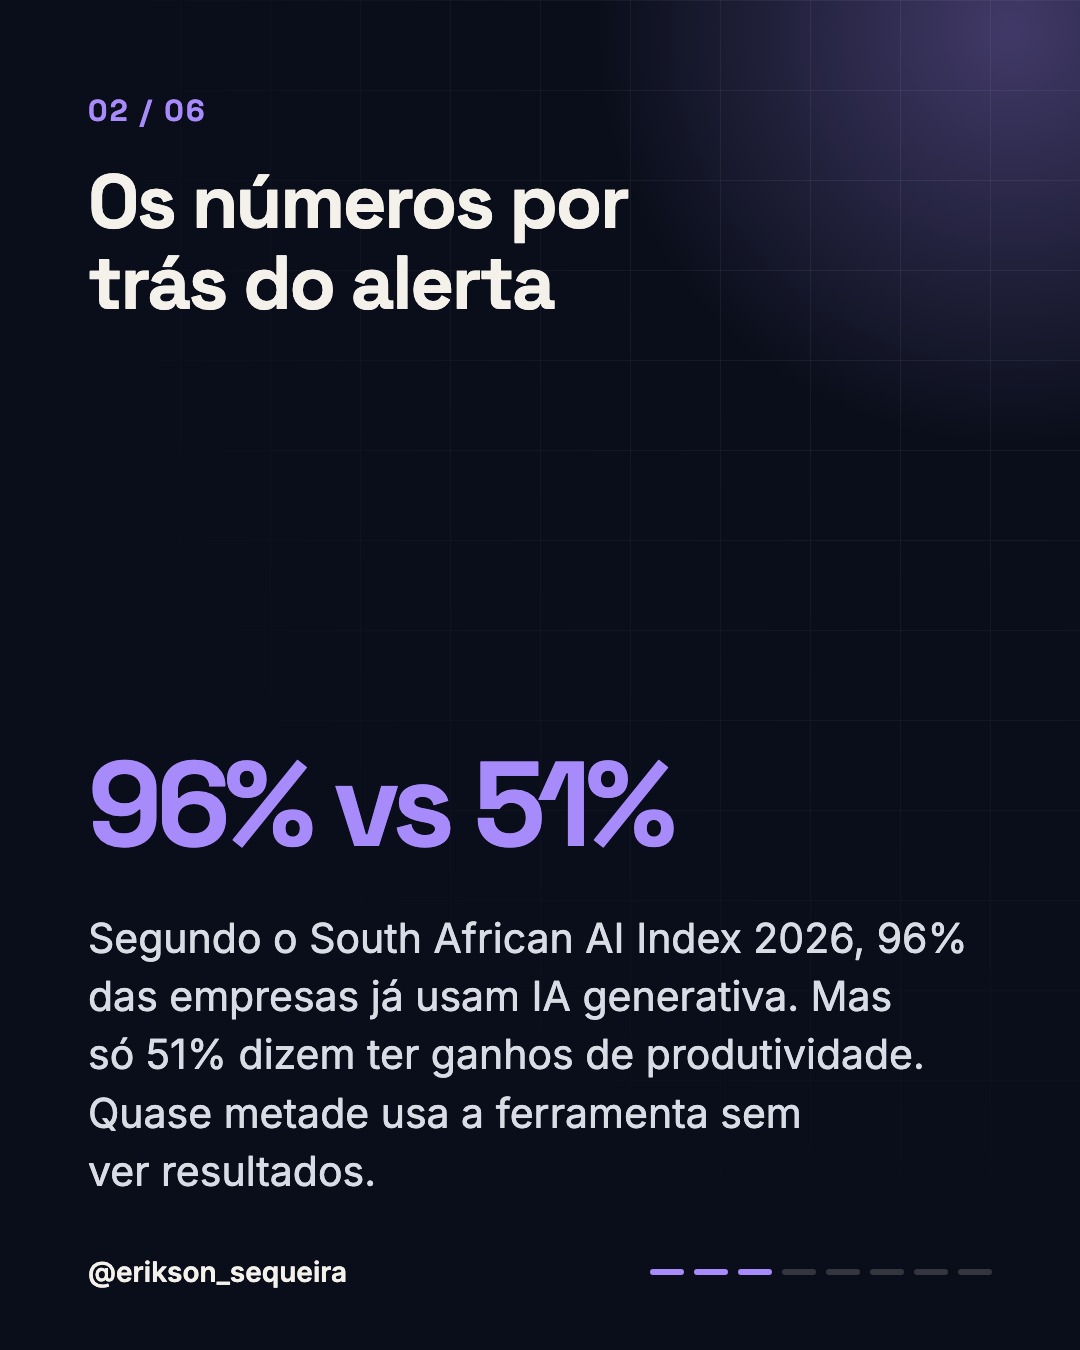 02 / 06
Os números por
trás do alerta
96% vs 51%
Segundo o South African AI Index 2026, 96%
das empresas já usam IA generativa. Mas
só 51% dizem ter ganhos de produtividade.
Quase metade usa a ferramenta sem
ver resultados.
@erikson_sequeira